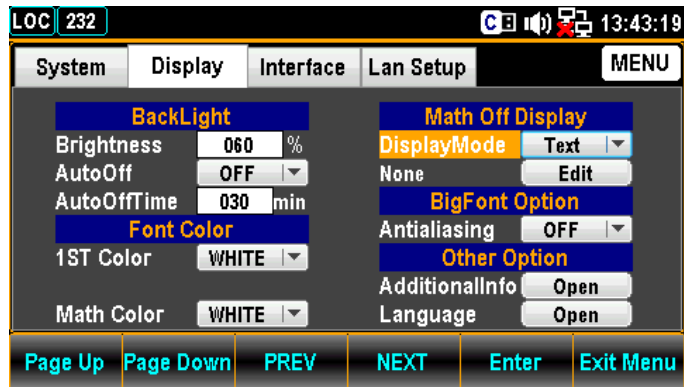 LOC 232 C 13:43:19
System Display Interface Lan Setup MENU
BackLight
Brightness 060 %
AutoOff OFF
AutoOffTime 030 min
Font Color
1ST Color WHITE
Math Color WHITE
Math Off Display
DisplayMode Text
None Edit
BigFont Option
Antialiasing OFF
Other Option
AdditionalInfo Open
Language Open
Page Up Page Down PREV NEXT Enter Exit Menu